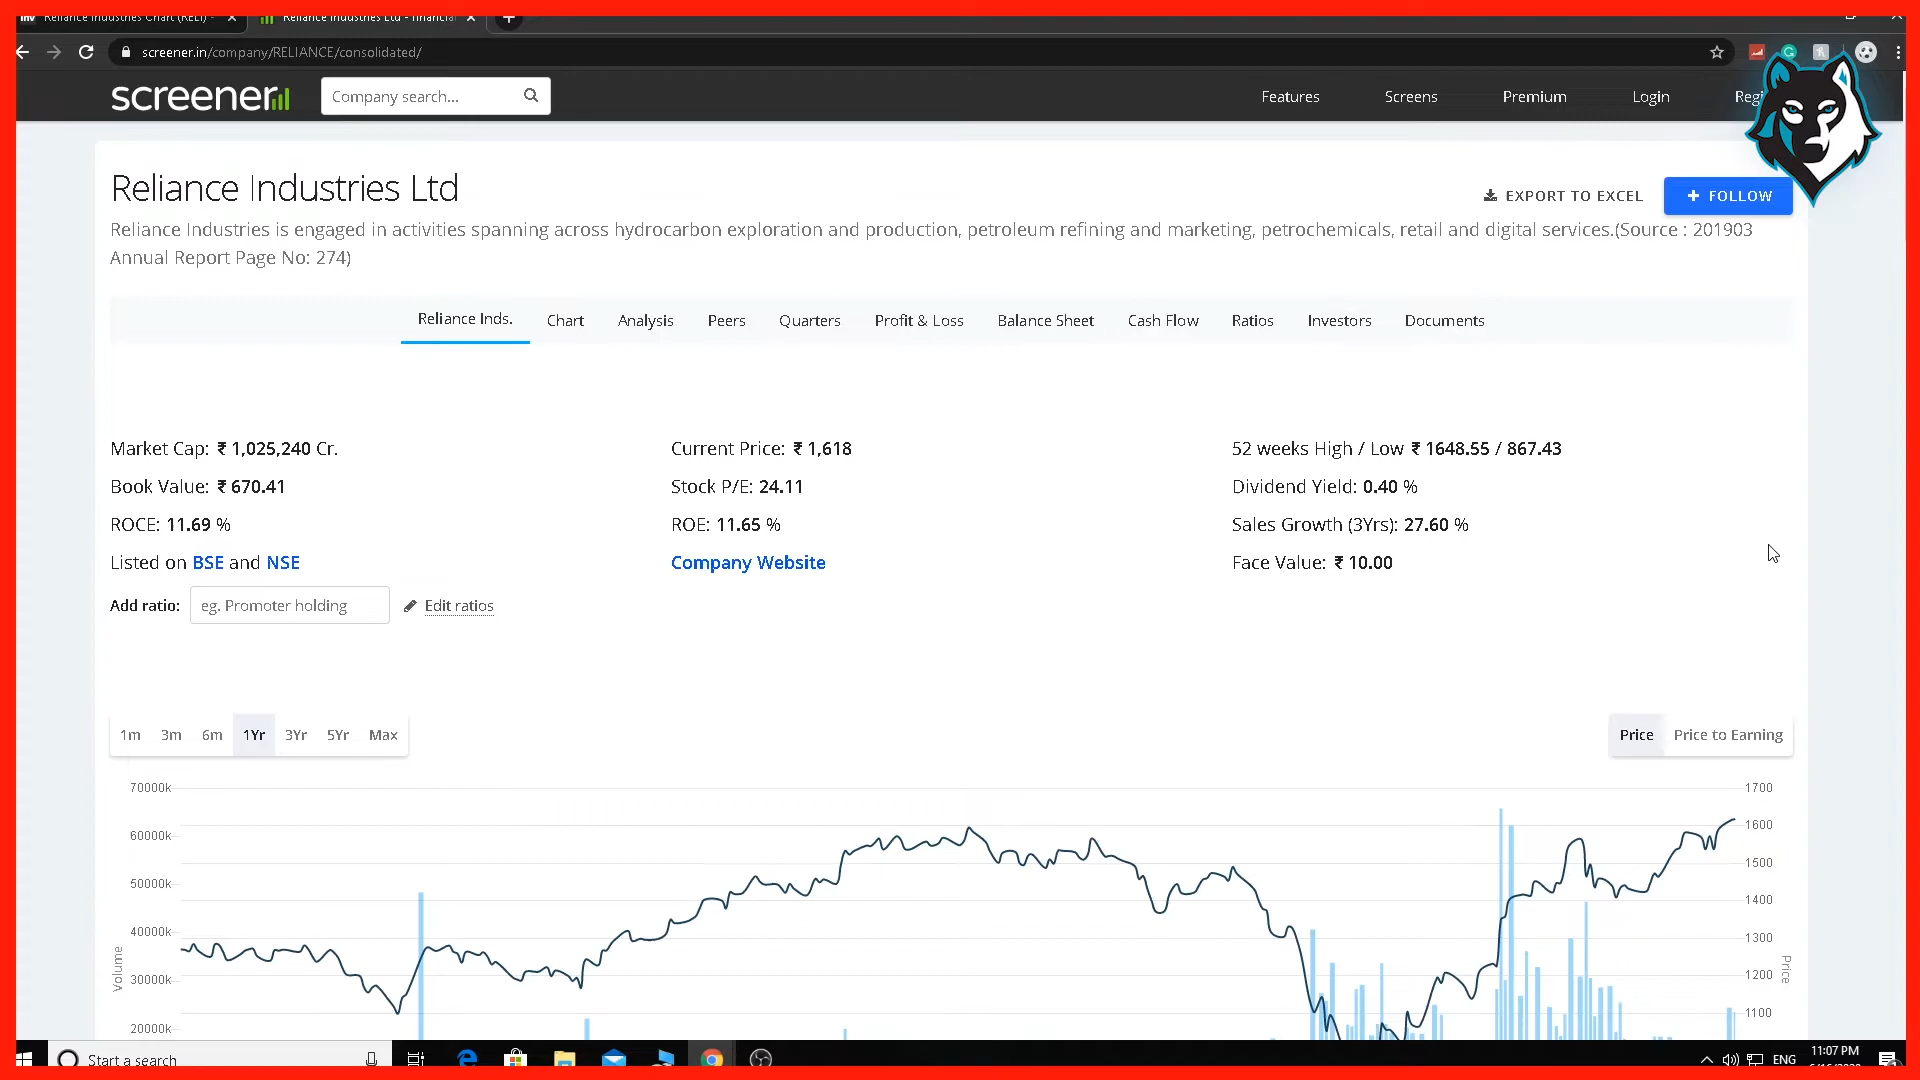 Reliance Industries Chart (RELI) -
Reliance Industries Ltd - financial
screener.in/company/RELIANCE/consolidated/
screener
Company search...
Features
Screens
Premium
Login
Reliance Industries Ltd
EXPORT TO EXCEL
+ FOLLOW
Reliance Industries is engaged in activities spanning across hydrocarbon exploration and production, petroleum refining and marketing, petrochemicals, retail and digital services.(Source : 201903
Annual Report Page No: 274)
Reliance Inds. Chart Analysis Peers Quarters Profit & Loss Balance Sheet Cash Flow Ratios Investors Documents
Market Cap: ₹ 1,025,240 Cr.
Current Price: ₹ 1,618
52 weeks High / Low ₹ 1648.55 / 867.43
Book Value: ₹ 670.41
Stock P/E: 24.11
Dividend Yield: 0.40 %
ROCE: 11.69 %
ROE: 11.65 %
Sales Growth (3Yrs): 27.60 %
Listed on BSE and NSE
Company Website
Face Value: ₹ 10.00
Add ratio: eg. Promoter holding Edit ratios
1m 3m 6m 1Yr 3Yr 5Yr Max
Price Price to Earning
70000k
60000k
50000k
40000k
30000k
20000k
Volume
1700
1600
1500
1400
1300
1200
1100
Price
Start a search
ENG
11:07 PM